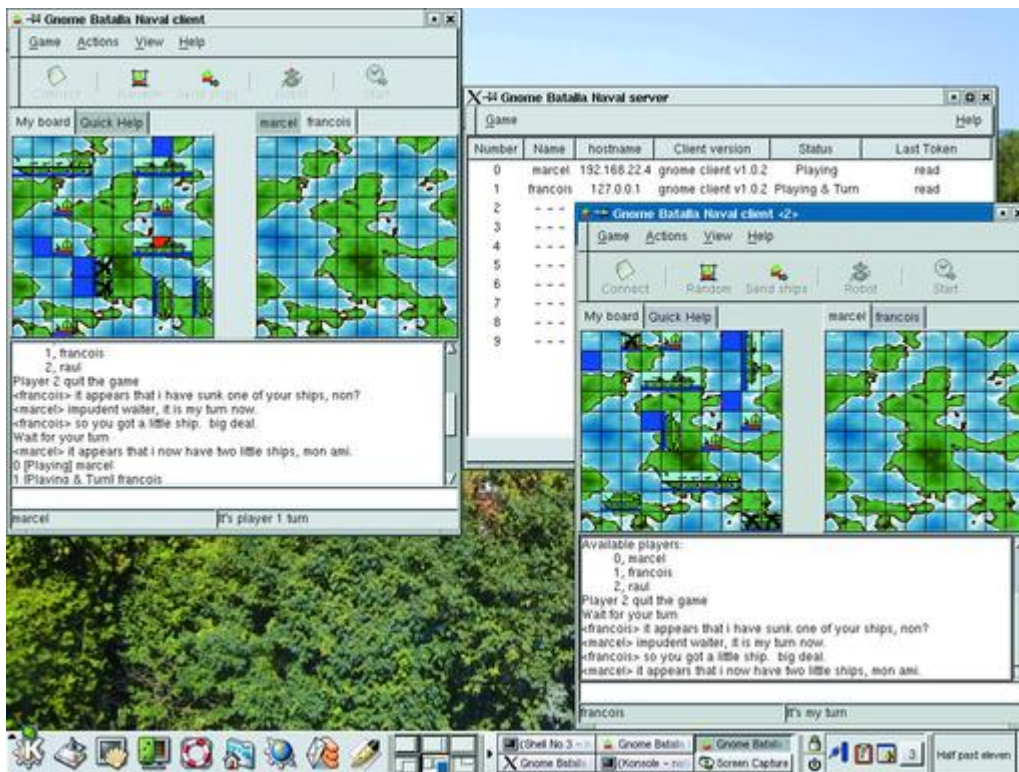 Gnome Batalla Naval client
Game Actions View Help
Connect Random Send ships Robot Start
My board Quick Help marcel francois
1, francois
2, raul
Player 2 quit the game
<francois> it appears that i have sunk one of your ships, non?
<marcel> impudent waiter, it is my turn now.
<francois> so you got a little ship. big deal.
Wait for your turn
<marcel> it appears that i now have two little ships, mon ami.
0 [Playing] marcel
1 [Playing & Turn] francois
marcel It's player 1 turn
Gnome Batalla Naval server
Game Help
Number Name hostname Client version Status Last Token
0 marcel 192.168.22.4 gnome client v1.0.2 Playing read
1 francois 127.0.0.1 gnome client v1.0.2 Playing & Turn read
2 - - -
3 - - -
4 - - -
5 - - -
6 - - -
7 - - -
8 - - -
9 - - -
Gnome Batalla Naval client <2>
Game Actions View Help
Connect Random Send ships Robot Start
My board Quick Help marcel francois
Available players:
0, marcel
1, francois
2, raul
Player 2 quit the game
Wait for your turn
<francois> it appears that i have sunk one of your ships, non?
<marcel> impudent waiter, it is my turn now.
<francois> so you got a little ship. big deal.
<marcel> it appears that i now have two little ships, mon ami.
francois It's my turn
(Shell No 3 - Gnome Batal Gnome Batal
Gnome Batal (Konsole - Screen Capture
3
Half past eleven